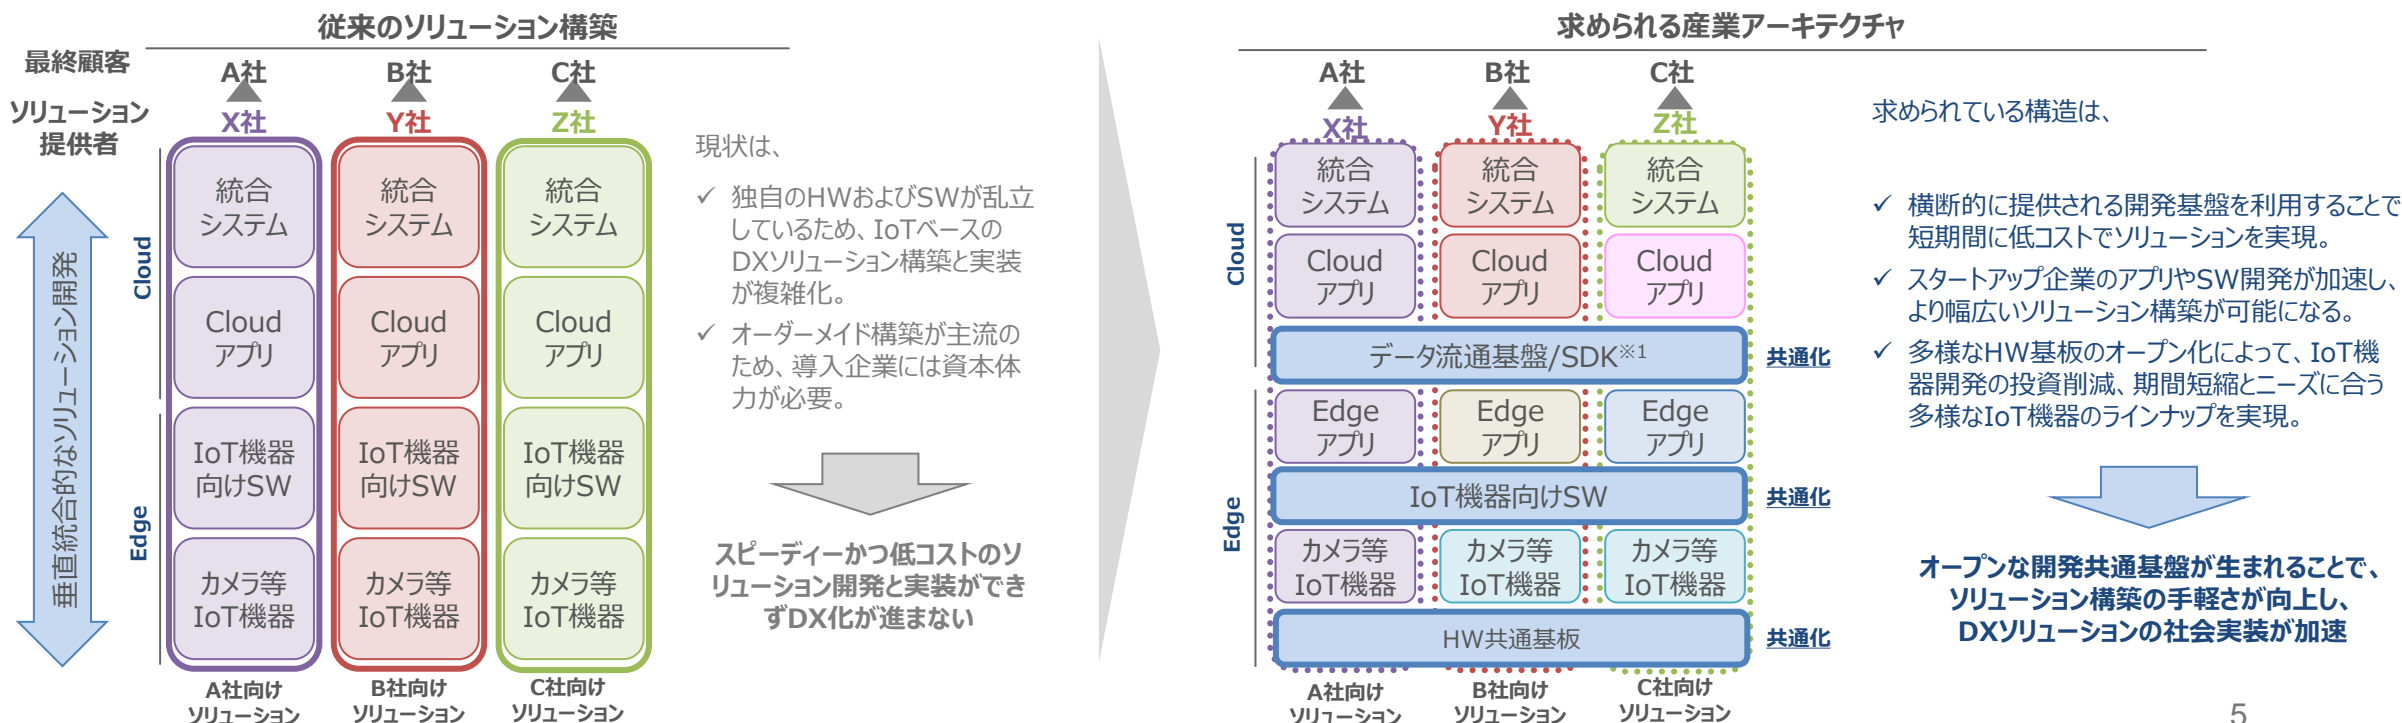 従来のソリューション構築
最終顧客
ソリューション
提供者
A社
B社
C社
X社
Y社
Z社
垂直統合的なソリューション開発
Cloud
Edge
統合
システム
統合
システム
統合
システム
Cloud
アプリ
Cloud
アプリ
Cloud
アプリ
IoT機器
向けSW
IoT機器
向けSW
IoT機器
向けSW
カメラ等
IoT機器
カメラ等
IoT機器
カメラ等
IoT機器
A社向け
ソリューション
B社向け
ソリューション
C社向け
ソリューション
現状は、
✓ 独自のHWおよびSWが乱立
しているため、IoTベースの
DXソリューション構築と実装
が複雑化。
✓ オーダーメイド構築が主流の
ため、導入企業には資本体
力が必要。
スピーディーかつ低コストのソ
リューション開発と実装ができ
ずDX化が進まない
求められる産業アーキテクチャ
A社
B社
C社
X社
Y社
Z社
Cloud
Edge
統合
システム
統合
システム
統合
システム
Cloud
アプリ
Cloud
アプリ
Cloud
アプリ
データ流通基盤/SDK※1
共通化
Edge
アプリ
Edge
アプリ
Edge
アプリ
IoT機器向けSW
共通化
カメラ等
IoT機器
カメラ等
IoT機器
カメラ等
IoT機器
HW共通基板
共通化
A社向け
ソリューション
B社向け
ソリューション
C社向け
ソリューション
求められている構造は、
✓ 横断的に提供される開発基盤を利用することで
短期間に低コストでソリューションを実現。
✓ スタートアップ企業のアプリやSW開発が加速し、
より幅広いソリューション構築が可能になる。
✓ 多様なHW基板のオープン化によって、IoT機
器開発の投資削減、期間短縮とニーズに合う
多様なIoT機器のラインナップを実現。
オープンな開発共通基盤が生まれることで、
ソリューション構築の手軽さが向上し、
DXソリューションの社会実装が加速
5